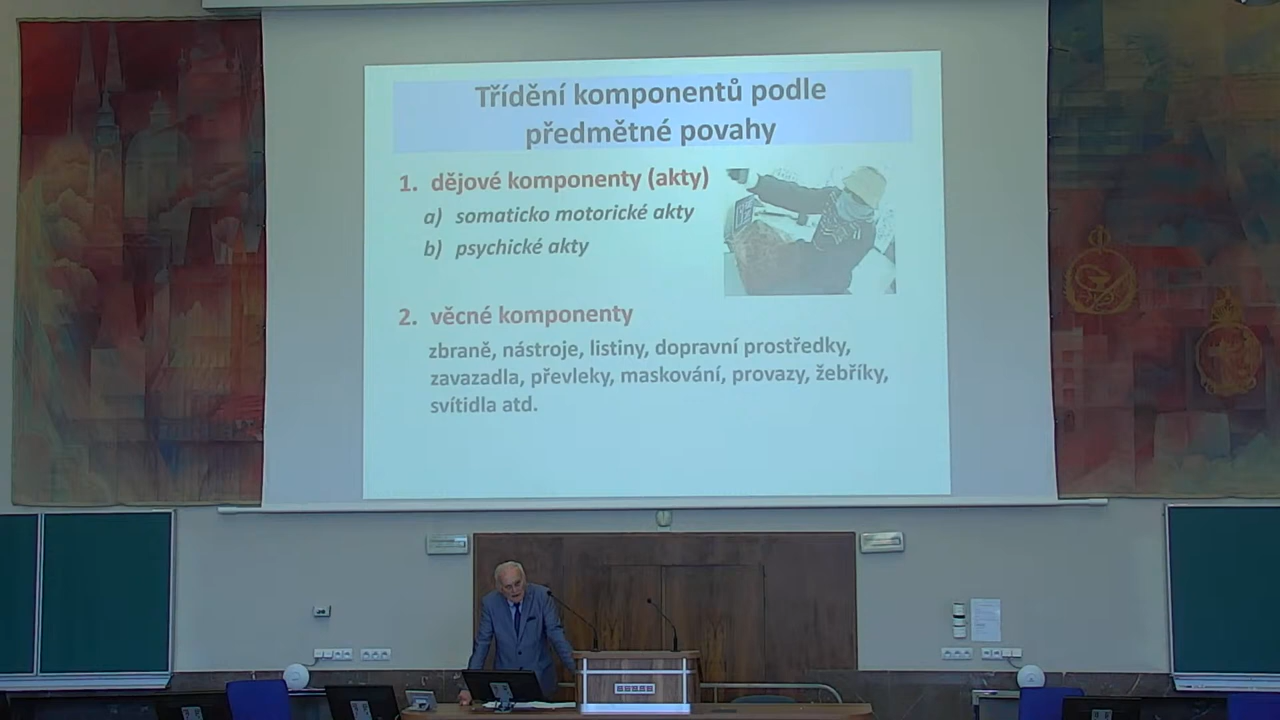 Třídění komponentů podle
předmětné povahy
1. dějové komponenty (akty)
a) somaticko motorické akty
b) psychické akty
2. věcné komponenty
zbraně, nástroje, listiny, dopravní prostředky,
zavazadla, převleky, maskování, provazy, žebříky,
svítidla atd.